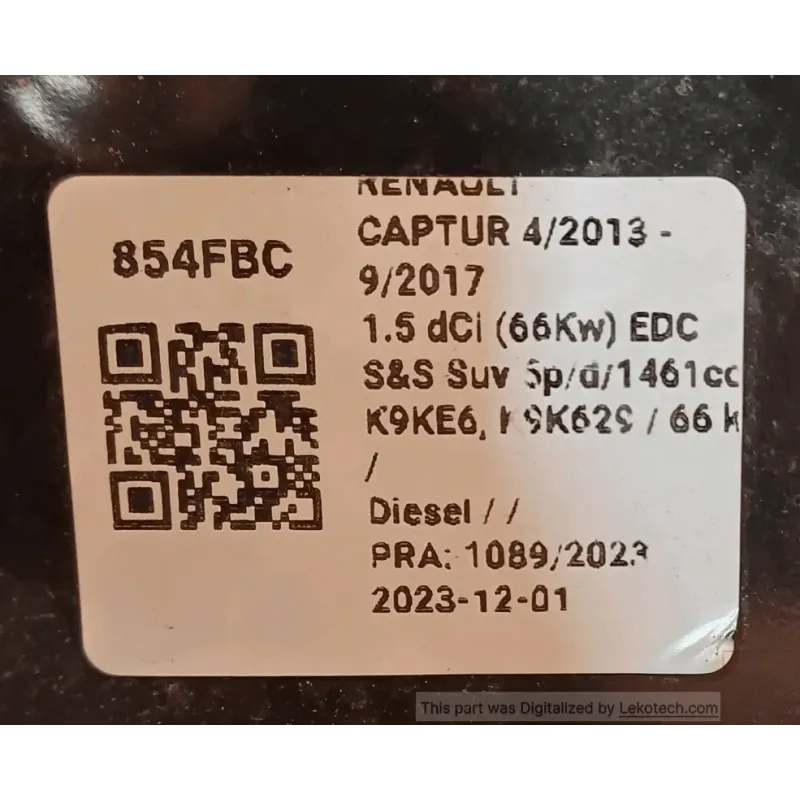 854FBC
RENAULT
CAPTUR 4/2013 -
9/2017
1.5 dCi (66Kw) EDC
S&S Suv 5p/d/1461cc
K9KE6, K9K629 / 66 k
/
Diesel / /
PRA: 1089/2023
2023-12-01
This part was Digitalized by Lekotech.com